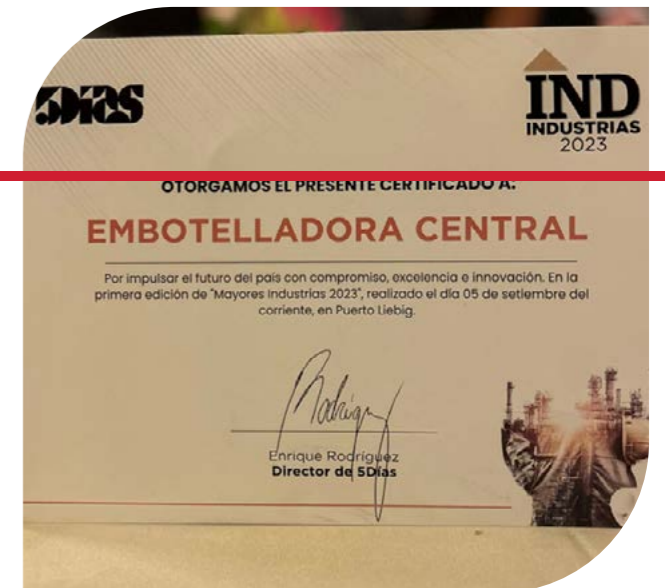 5Días
IND
INDUSTRIAS
2023
OTORGAMOS EL PRESENTE CERTIFICADO A:
EMBOTELLADORA CENTRAL
Por impulsar el futuro del país con compromiso, excelencia e innovación. En la
primera edición de "Mayores Industrias 2023", realizado el día 05 de setiembre del
corriente, en Puerto Liebig.
Rodríguez
Enrique Rodríguez
Director de 5Días